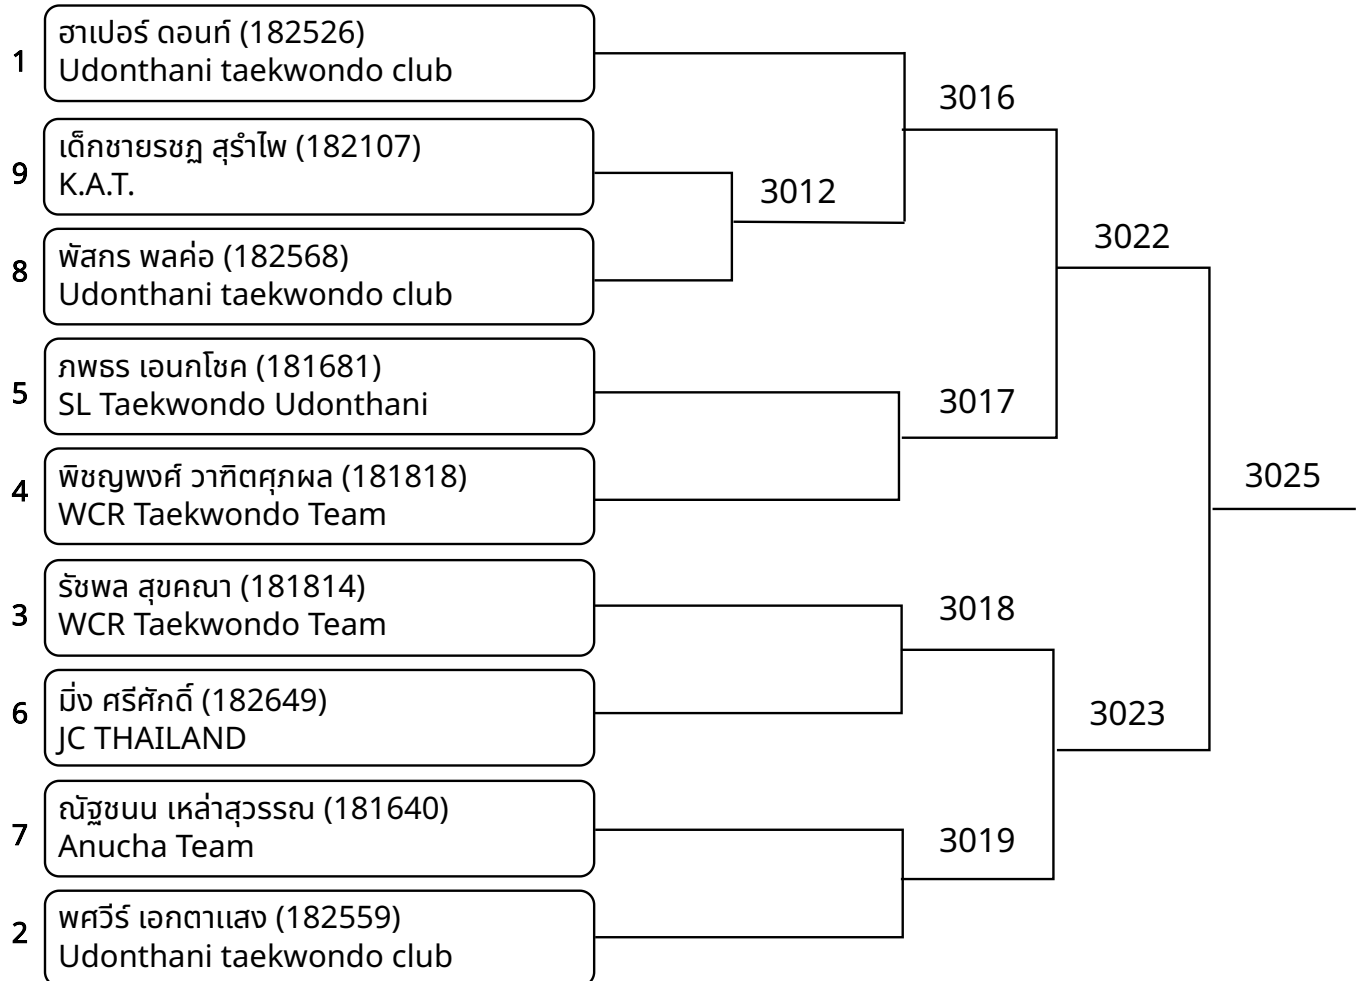 1
ฮาเปอร์ ดอนท์ (182526)
Udonthani taekwondo club
3016
9
เด็กชายรชฏ สุรำไพ (182107)
K.A.T.
3012
8
พัสกร พลค่อ (182568)
Udonthani taekwondo club
3022
5
ภพธร เอนกโชค (181681)
SL Taekwondo Udonthani
3017
4
พิชญพงศ์ วาฑิตศุภผล (181818)
WCR Taekwondo Team
3025
3
รัชพล สุขคณา (181814)
WCR Taekwondo Team
3018
6
มิ่ง ศรีศักดิ์ (182649)
JC THAILAND
3023
7
ณัฐชนน เหล่าสุวรรณ (181640)
Anucha Team
3019
2
พศวีร์ เอกตาแสง (182559)
Udonthani taekwondo club